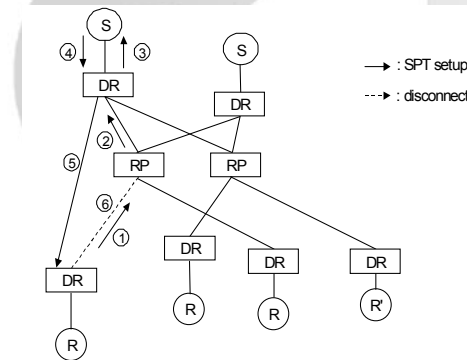 S
④
③
S
DR
→ : SPT setup
DR
---> : disconnect
②
RP
RP
⑤
⑥
①
DR
DR
DR
DR
R
R
R'
R